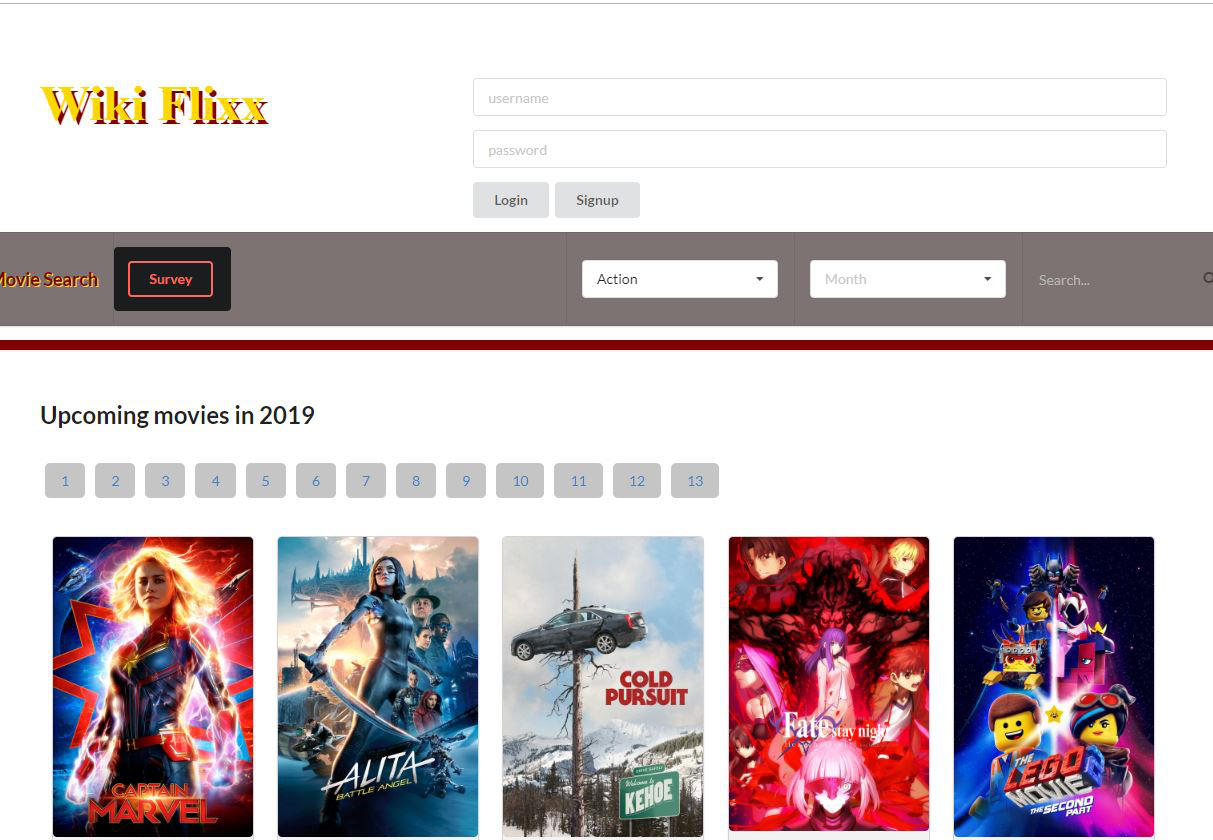 Wiki Flixx
username
password
Login Signup
Movie Search Survey Action Month Search...
Upcoming movies in 2019
1 2 3 4 5 6 7 8 9 10 11 12 13
CAPTAIN
MARVEL
ALITA
BATTLE ANGEL
COLD
PURSUIT
Welcome to
KEHOE
Fate stay night
THE
LEGO
MOVIE 2
THE SECOND
PART